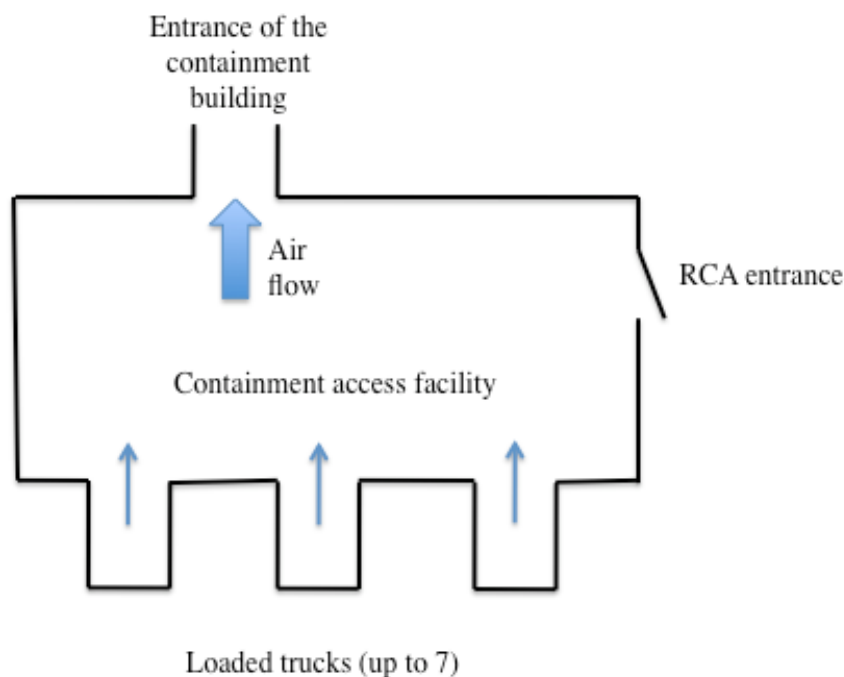 Entrance of the
containment
building
Air
flow
RCA entrance
Containment access facility
Loaded trucks (up to 7)